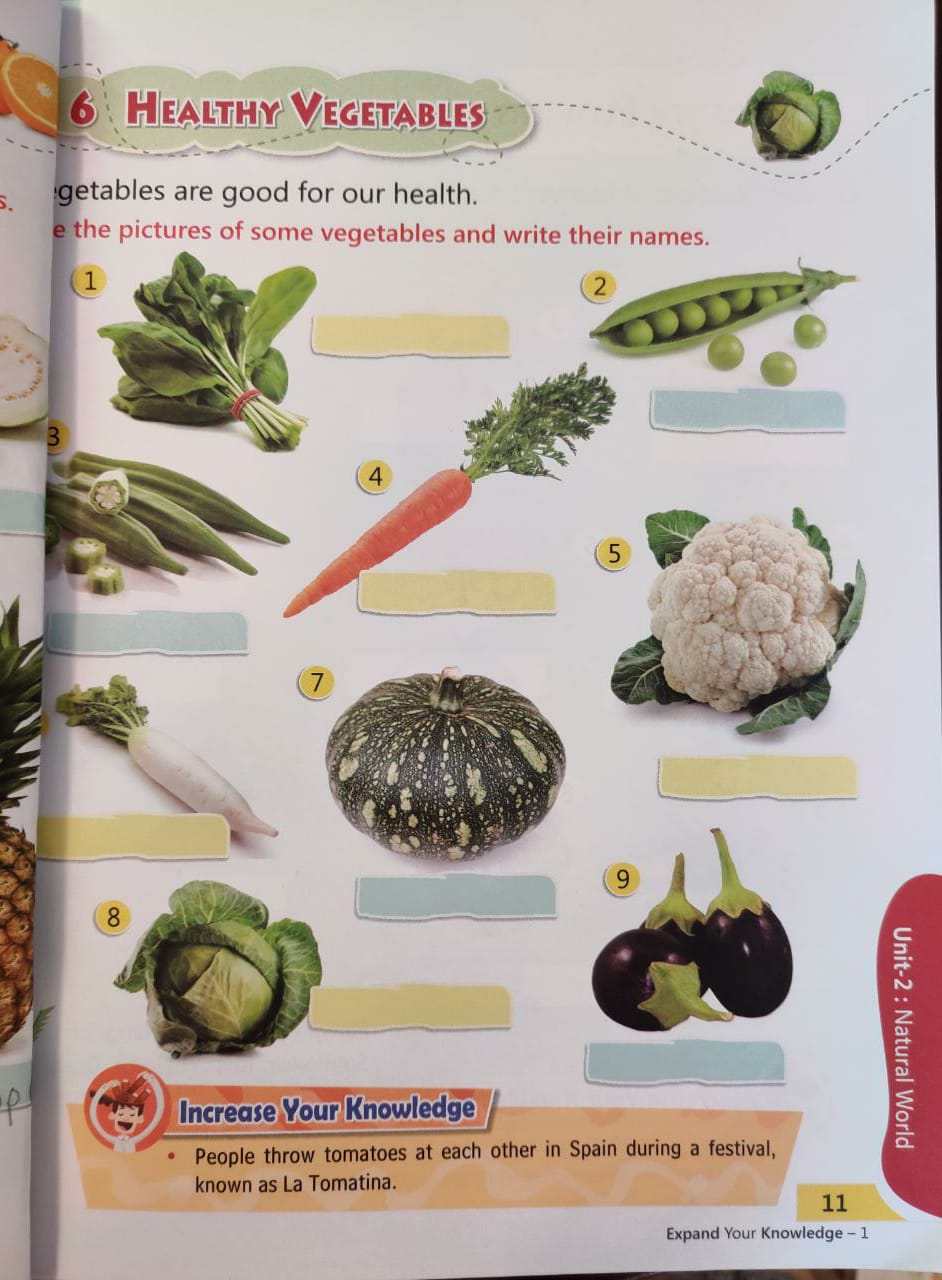 6 HEALTHY VEGETABLES
getables are good for our health.
s.
e the pictures of some vegetables and write their names.
1
2
3
4
5
7
8
9
Increase Your Knowledge
• People throw tomatoes at each other in Spain during a festival,
known as La Tomatina.
Unit-2 : Natural World
11
Expand Your Knowledge – 1